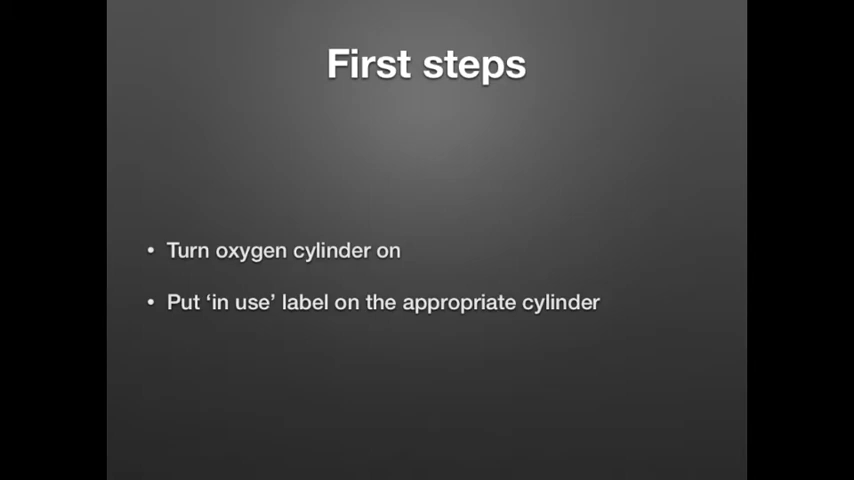 First steps
• Turn oxygen cylinder on
• Put ‘in use’ label on the appropriate cylinder